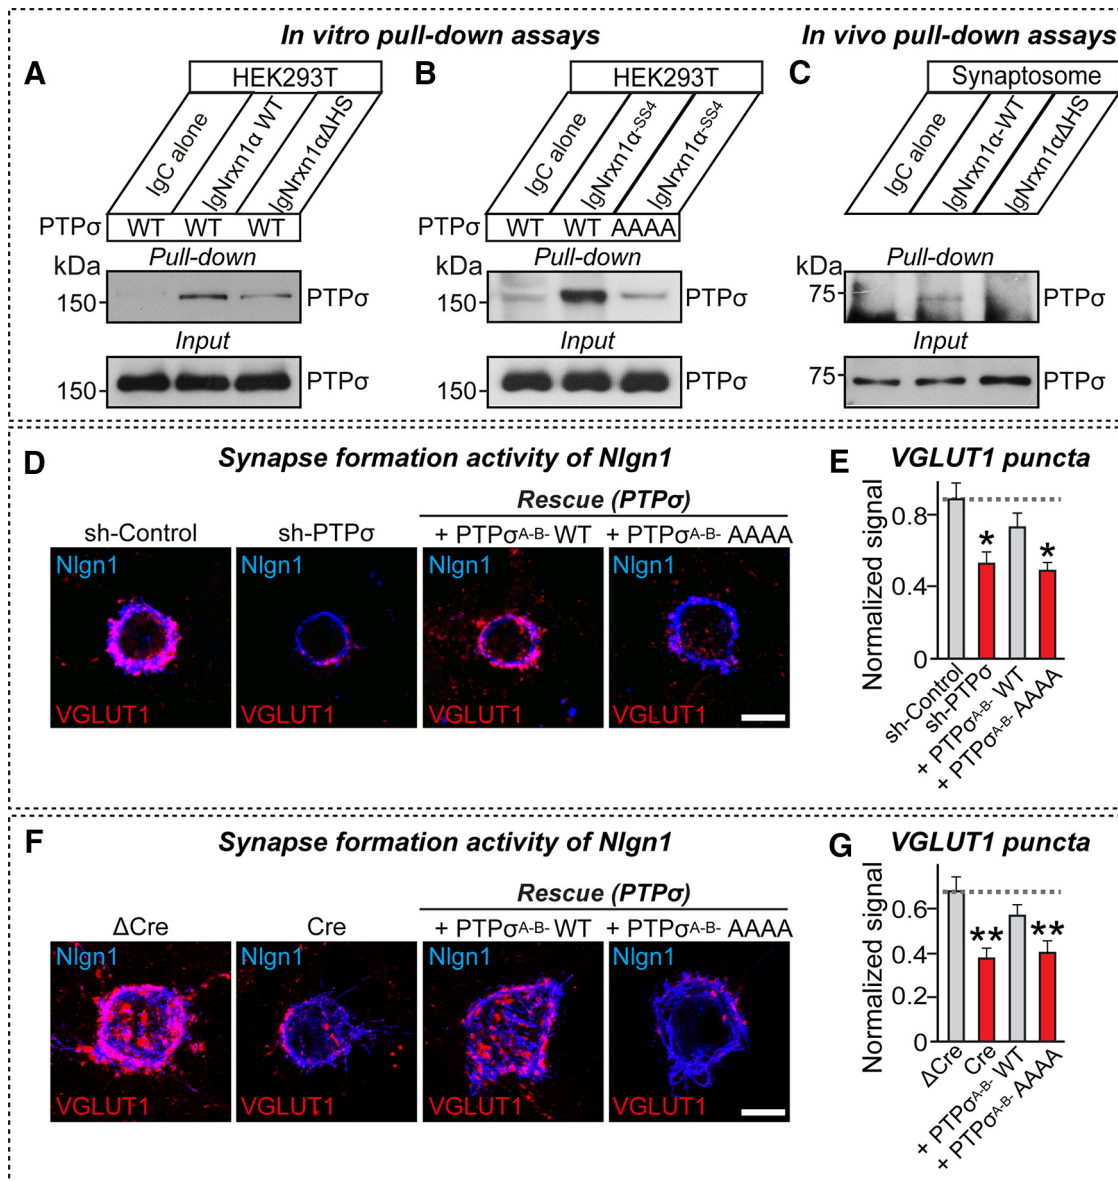 In vitro pull-down assays
In vivo pull-down assays
A
HEK293T
IgC alone
IgNrxn1α WT
IgNrxn1αΔHS
PTPσ WT WT WT
kDa
Pull-down
150
PTPσ
Input
150
PTPσ
B
HEK293T
IgC alone
IgNrxn1α-SS4
IgNrxn1α-SS4
PTPσ WT WT AAAA
kDa
Pull-down
150
PTPσ
Input
150
PTPσ
C
Synaptosome
IgC alone
IgNrxn1α-WT
IgNrxn1αΔHS
kDa
Pull-down
75
PTPσ
Input
75
PTPσ
D
Synapse formation activity of Nlgn1
Rescue (PTPσ)
sh-Control
sh-PTPσ
+ PTPσA-B- WT
+ PTPσA-B- AAAA
Nlgn1
Nlgn1
Nlgn1
Nlgn1
VGLUT1
VGLUT1
VGLUT1
VGLUT1
E
VGLUT1 puncta
Normalized signal
0.8
0.4
0
*
*
sh-Control
sh-PTPσ
+ PTPσA-B- WT
+ PTPσA-B- AAAA
F
Synapse formation activity of Nlgn1
Rescue (PTPσ)
ΔCre
Cre
+ PTPσA-B- WT
+ PTPσA-B- AAAA
Nlgn1
Nlgn1
Nlgn1
Nlgn1
VGLUT1
VGLUT1
VGLUT1
VGLUT1
G
VGLUT1 puncta
Normalized signal
0.6
0.4
0.2
0
**
**
ΔCre
Cre
+ PTPσA-B- WT
+ PTPσA-B- AAAA